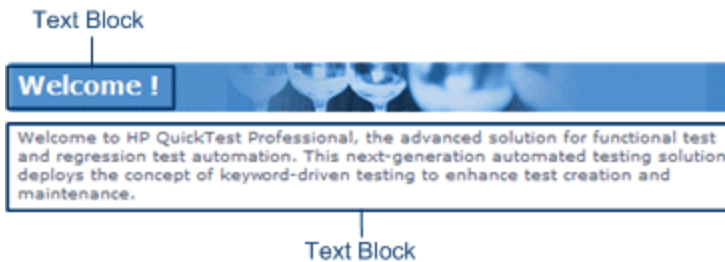 Text Block
Welcome !
Welcome to HP QuickTest Professional, the advanced solution for functional test
and regression test automation. This next-generation automated testing solution
deploys the concept of keyword-driven testing to enhance test creation and
maintenance.
Text Block